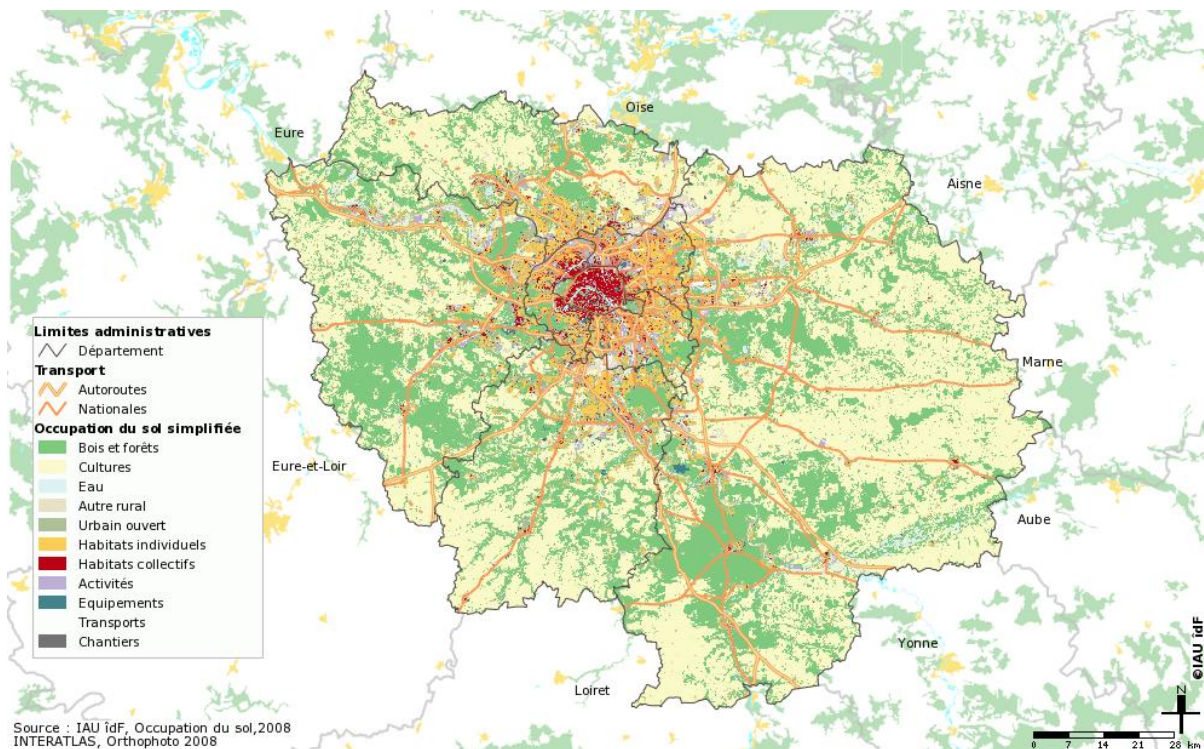 Oise
Eure
Aisne
Marne
Eure-et-Loir
Aube
Yonne
Loiret
Limites administratives
Département
Transport
Autoroutes
Nationales
Occupation du sol simplifiée
Bois et forêts
Cultures
Eau
Autre rural
Urbain ouvert
Habitats individuels
Habitats collectifs
Activités
Equipements
Transports
Chantiers
©IAU îdF
N
0 7 14 21 28 km
Source : IAU îdF, Occupation du sol,2008
INTERATLAS, Orthophoto 2008